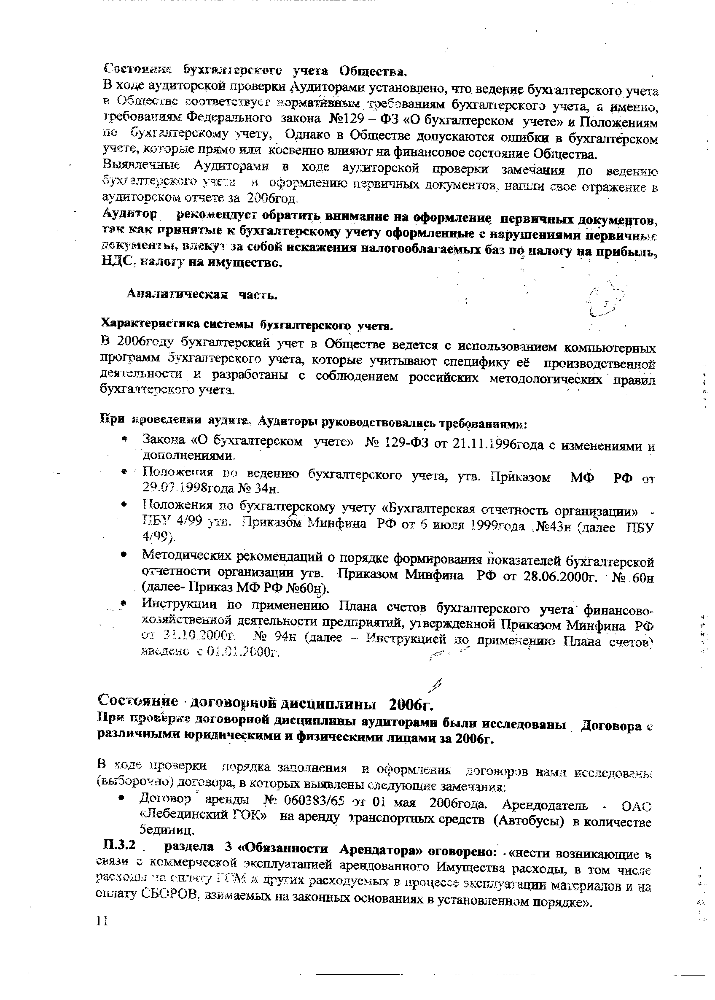 Состояние бухгалтерского учета Общества.
В ходе аудиторской проверки Аудиторами установлено, что ведение бухгалтерского учета
в Обществе соответствует нормативным требованиям бухгалтерского учета, а именно,
требованиям Федерального закона №129 – ФЗ «О бухгалтерском учете» и Положениям
по бухгалтерскому учету, Однако в Обществе допускаются ошибки в бухгалтерском
учете, которые прямо или косвенно влияют на финансовое состояние Общества.
Выявленные Аудиторами в ходе аудиторской проверки замечания по ведению
бухгалтерского учета и оформлению первичных документов, нашли свое отражение в
аудиторском отчете за 2006год.
Аудитор рекомендует обратить внимание на оформление первичных документов,
так как принятые к бухгалтерскому учету оформленные с нарушениями первичные
документы, влекут за собой искажения налогооблагаемых баз по налогу на прибыль,
НДС, налогу на имущество.
Аналитическая часть.
Характеристика системы бухгалтерского учета.
В 2006году бухгалтерский учет в Обществе ведется с использованием компьютерных
программ бухгалтерского учета, которые учитывают специфику её производственной
деятельности и разработаны с соблюдением российских методологических правил
бухгалтерского учета.
При проведении аудита, Аудиторы руководствовались требованиями:
• Закона «О бухгалтерском учете» № 129-ФЗ от 21.11.1996года с изменениями и
дополнениями.
• Положения по ведению бухгалтерского учета, утв. Приказом МФ РФ от
29.07.1998года № 34н.
• Положения по бухгалтерскому учету «Бухгалтерская отчетность организации» -
ПБУ 4/99 утв. Приказом Минфина РФ от 6 июля 1999года №43н (далее ПБУ
4/99).
• Методических рекомендаций о порядке формирования показателей бухгалтерской
отчетности организации утв. Приказом Минфина РФ от 28.06.2000г. № 60н
(далее- Приказ МФ РФ №60н).
• Инструкции по применению Плана счетов бухгалтерского учета финансово-
хозяйственной деятельности предприятий, утвержденной Приказом Минфина РФ
от 31.10.2000г. № 94н (далее – Инструкцией по применению Плана счетов)
введено с 01.01.2000г.
Состояние договорной дисциплины 2006г.
При проверке договорной дисциплины аудиторами были исследованы Договора с
различными юридическими и физическими лицами за 2006г.
В ходе проверки порядка заполнения и оформления договоров нами исследованы
(выборочно) договора, в которых выявлены следующие замечания:
• Договор аренды № 060383/65 от 01 мая 2006года. Арендодатель - ОАО
«Лебединский ГОК» на аренду транспортных средств (Автобусы) в количестве
5единиц.
П.3.2 раздела 3 «Обязанности Арендатора» оговорено: «нести возникающие в
связи с коммерческой эксплуатацией арендованного Имущества расходы, в том числе
расходы на оплату ГСМ и других расходуемых в процессе эксплуатации материалов и на
оплату СБОРОВ, взимаемых на законных основаниях в установленном порядке».
11